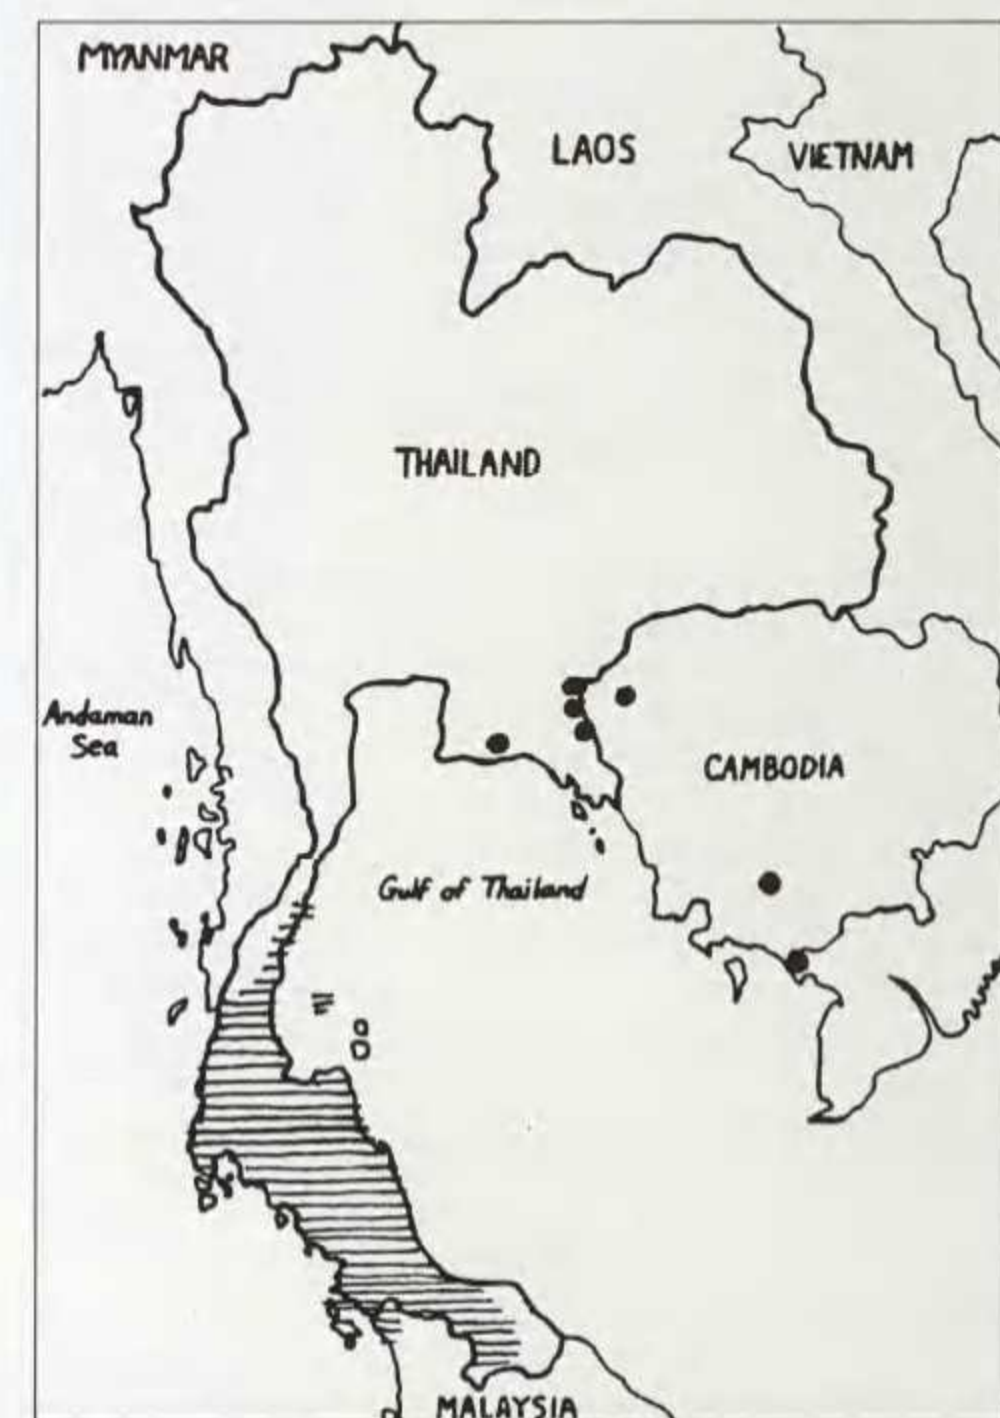 MYANMAR
LAOS
VIETNAM
THAILAND
Andaman
Sea
CAMBODIA
Gulf of Thailand
MALAYSIA